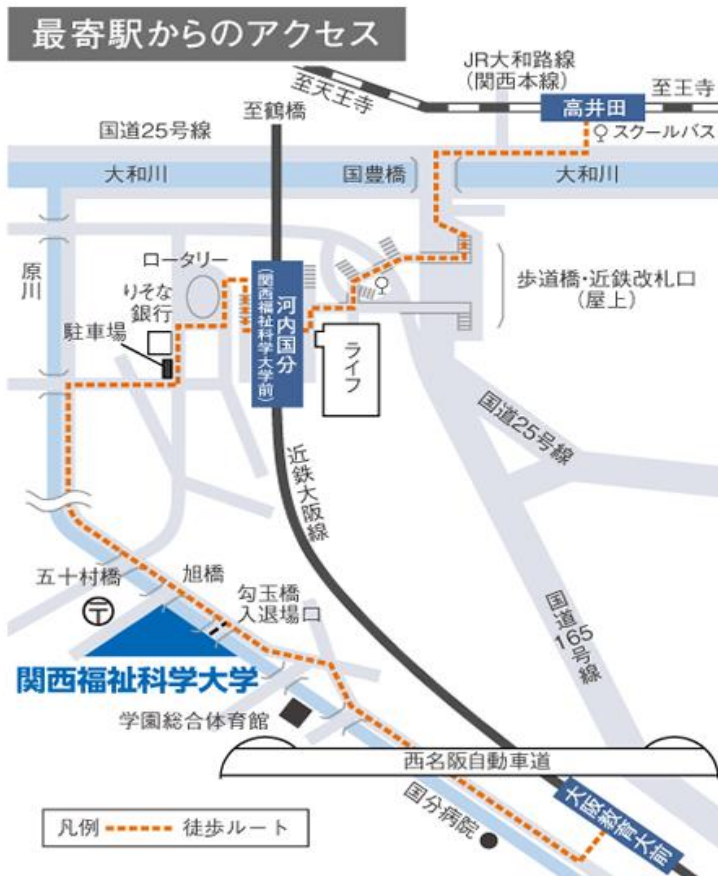 最寄駅からのアクセス
JR大和路線
(関西本線)
至天王寺
高井田
至王寺
スクールバス
至鶴橋
国道25号線
大和川
国豊橋
大和川
原川
ロータリー
りそな
銀行
駐車場
河内国分
(関西福祉科学大学前)
ライフ
歩道橋・近鉄改札口
(屋上)
国道25号線
近鉄大阪線
国道165号線
五十村橋
旭橋
勾玉橋
入退場口
〒
関西福祉科学大学
学園総合体育館
西名阪自動車道
国分病院
大阪教育大前
凡例
徒歩ルート